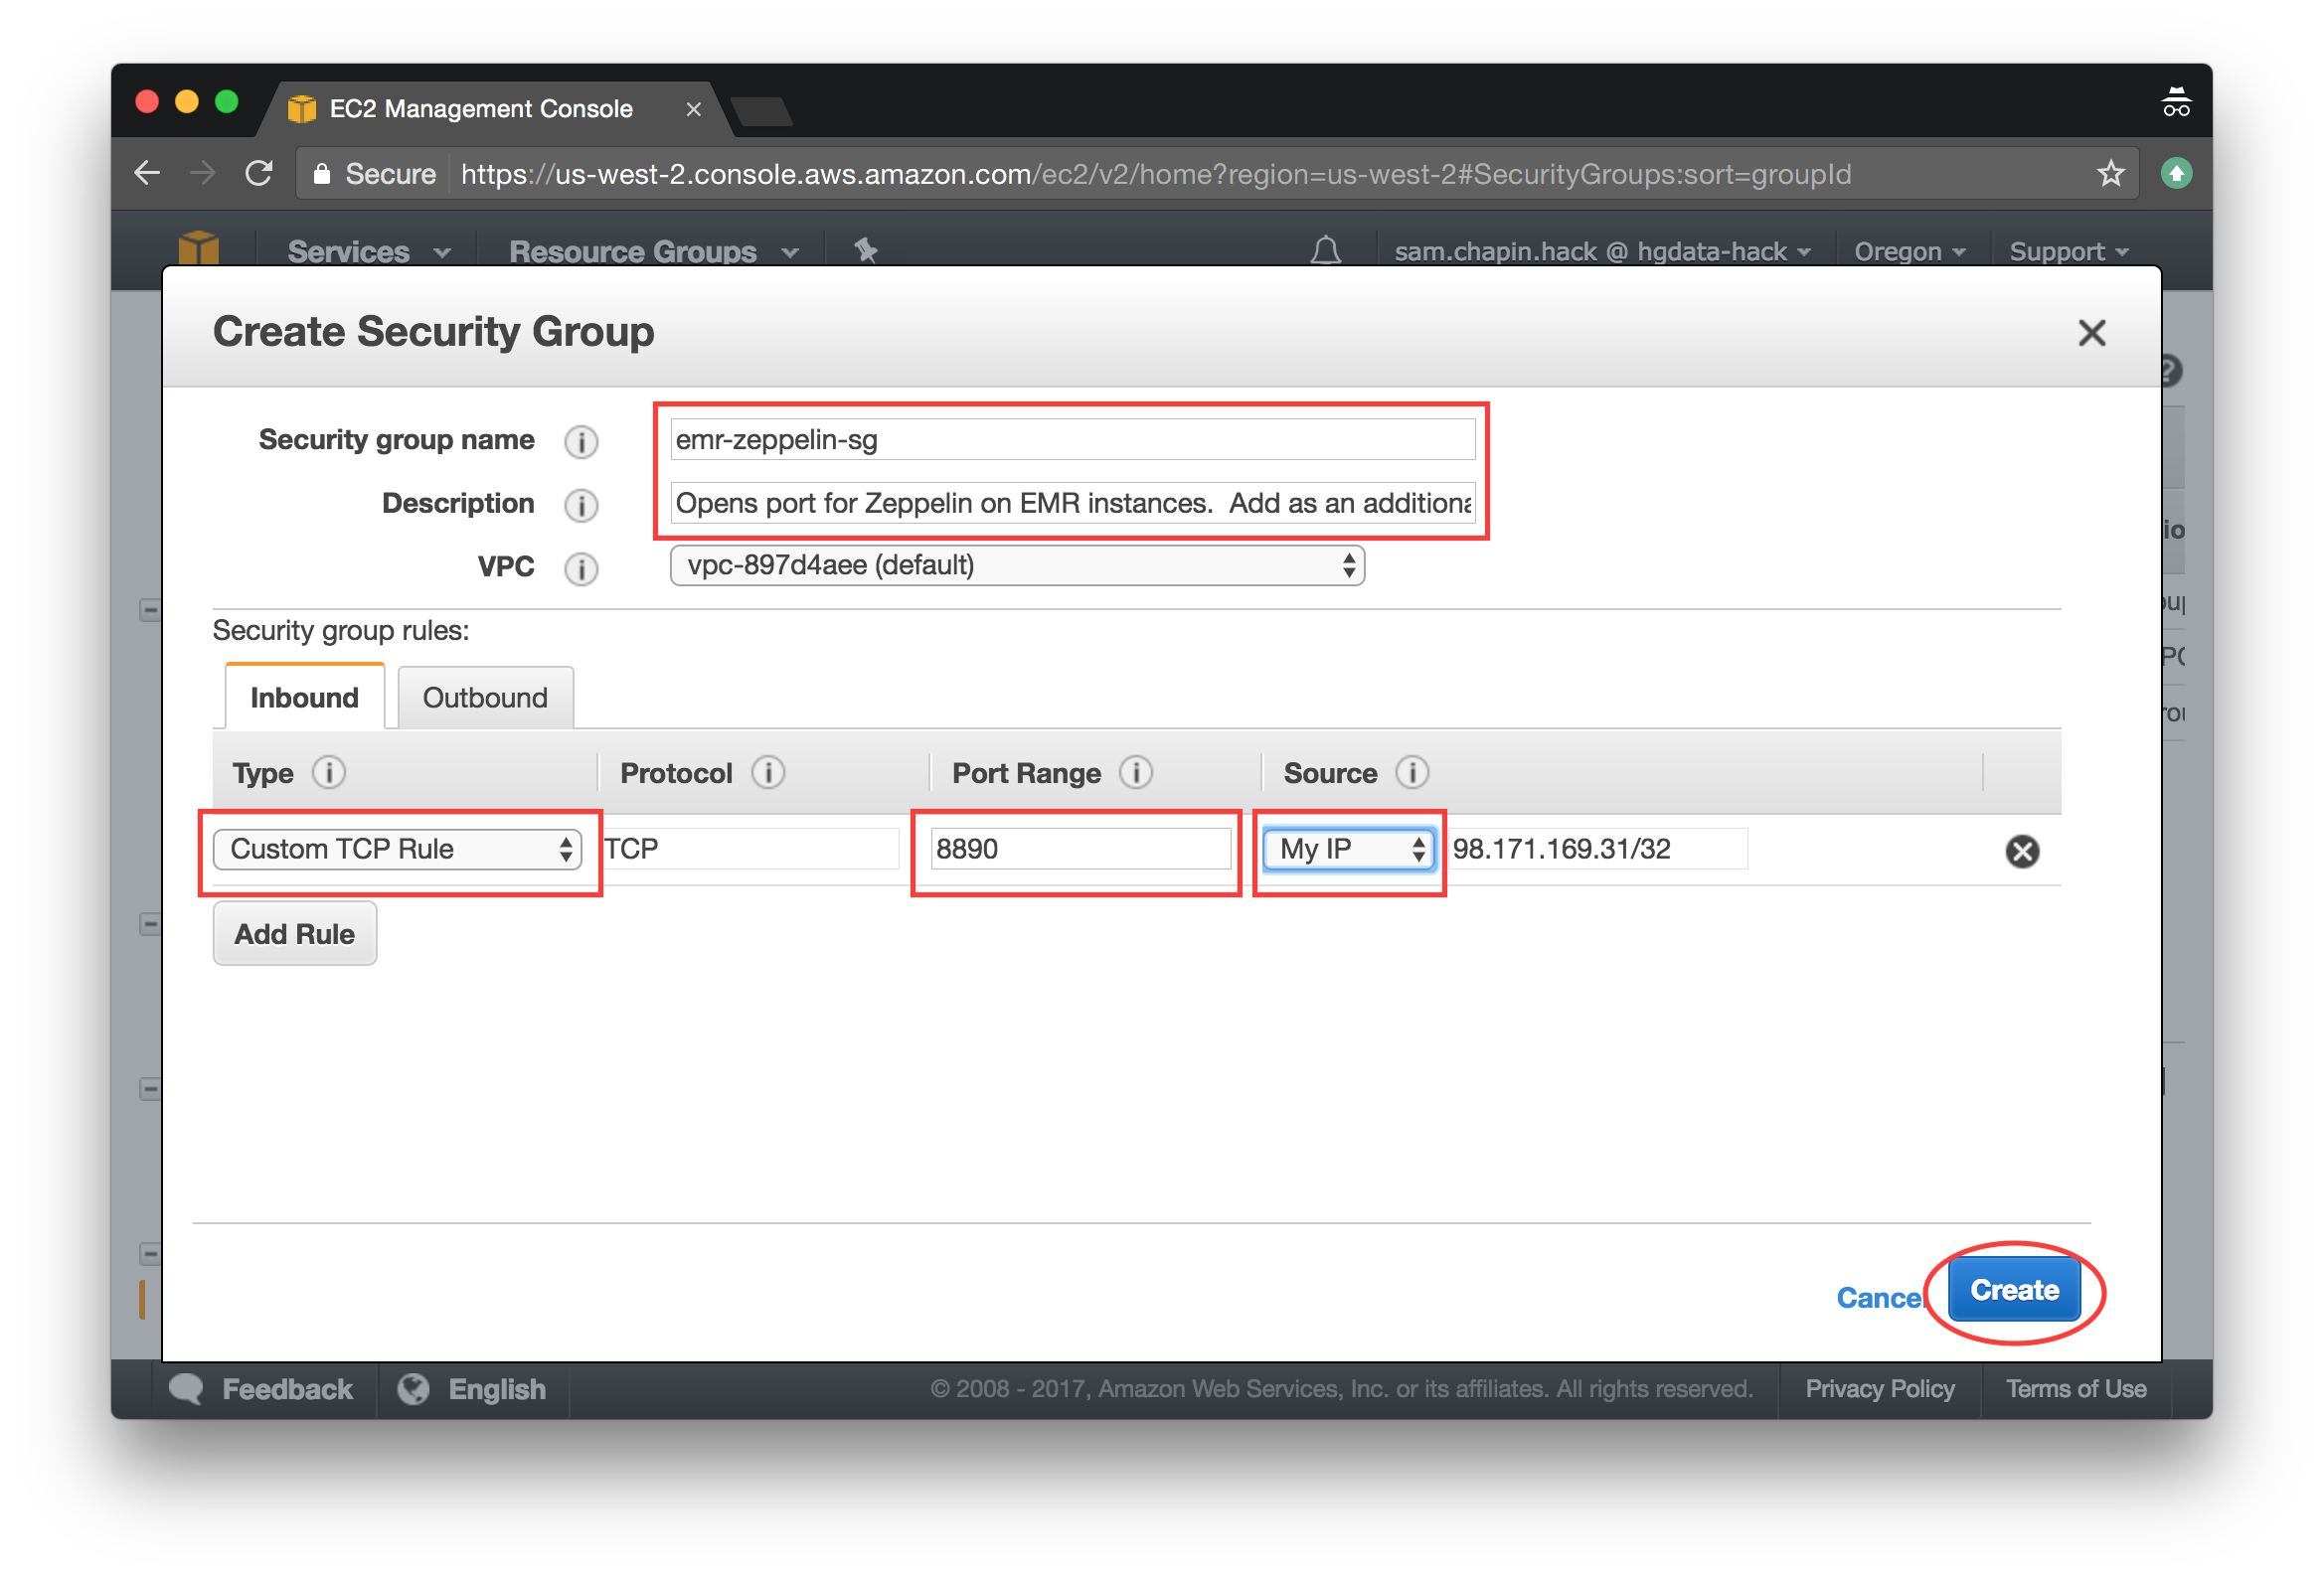 EC2 Management Console
Secure https://us-west-2.console.aws.amazon.com/ec2/v2/home?region=us-west-2#SecurityGroups:sort=groupId
Services Resource Groups sam.chapin.hack @ hgdata-hack Oregon Support
Create Security Group
Security group name emr-zeppelin-sg
Description Opens port for Zeppelin on EMR instances. Add as an additiona
VPC vpc-897d4aee (default)
Security group rules:
Inbound Outbound
Type Protocol Port Range Source
Custom TCP Rule TCP 8890 My IP 98.171.169.31/32
Add Rule
Cancel Create
Feedback English © 2008 - 2017, Amazon Web Services, Inc. or its affiliates. All rights reserved. Privacy Policy Terms of Use